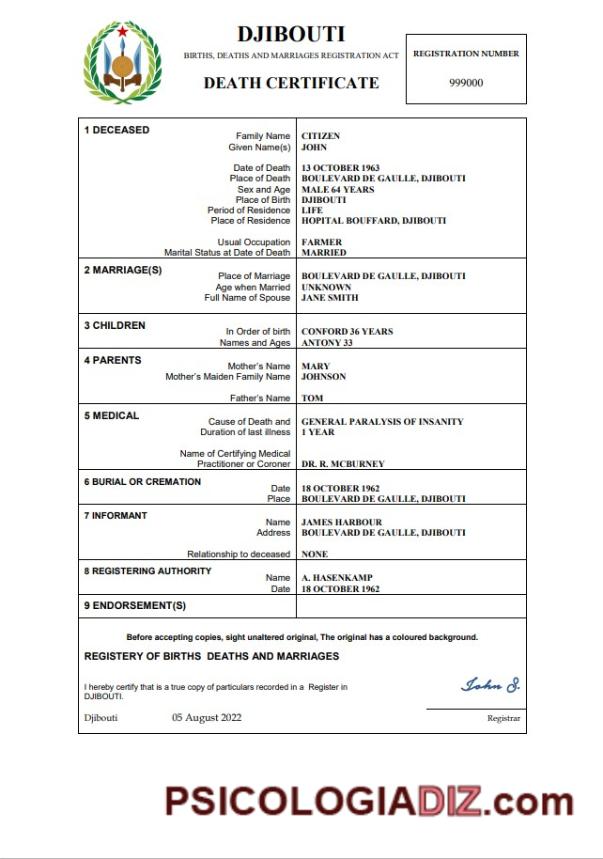 DJIBOUTI
BIRTHS, DEATHS AND MARRIAGES REGISTRATION ACT
DEATH CERTIFICATE
REGISTRATION NUMBER
999000
1 DECEASED
Family Name CITIZEN
Given Name(s) JOHN
Date of Death 13 OCTOBER 1963
Place of Death BOULEVARD DE GAULLE, DJIBOUTI
Sex and Age MALE 64 YEARS
Place of Birth DJIBOUTI
Period of Residence LIFE
Place of Residence HOPITAL BOUFFARD, DJIBOUTI
Usual Occupation FARMER
Marital Status at Date of Death MARRIED
2 MARRIAGE(S)
Place of Marriage BOULEVARD DE GAULLE, DJIBOUTI
Age when Married UNKNOWN
Full Name of Spouse JANE SMITH
3 CHILDREN
In Order of birth CONFORD 36 YEARS
Names and Ages ANTONY 33
4 PARENTS
Mother's Name MARY
Mother's Maiden Family Name JOHNSON
Father's Name TOM
5 MEDICAL
Cause of Death and GENERAL PARALYSIS OF INSANITY
Duration of last illness 1 YEAR
Name of Certifying Medical
Practitioner or Coroner DR. R. MCBURNEY
6 BURIAL OR CREMATION
Date 18 OCTOBER 1962
Place BOULEVARD DE GAULLE, DJIBOUTI
7 INFORMANT
Name JAMES HARBOUR
Address BOULEVARD DE GAULLE, DJIBOUTI
Relationship to deceased NONE
8 REGISTERING AUTHORITY
Name A. HASENKAMP
Date 18 OCTOBER 1962
9 ENDORSEMENT(S)
Before accepting copies, sight unaltered original, The original has a coloured background.
REGISTERY OF BIRTHS DEATHS AND MARRIAGES
I hereby certify that is a true copy of particulars recorded in a Register in
DJIBOUTI.
John S.
Djibouti 05 August 2022
Registrar
PSICOLOGIADIZ.com